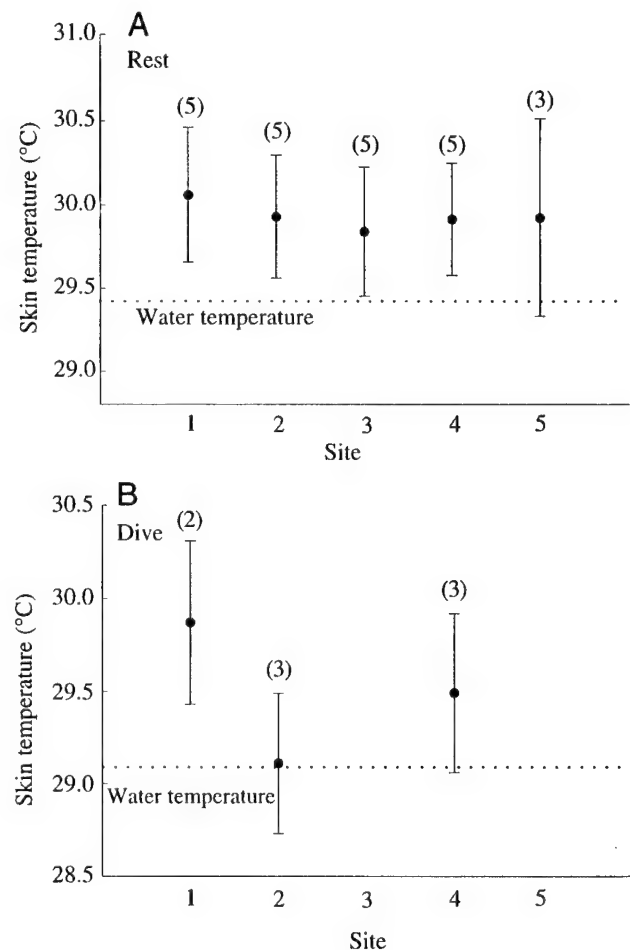 A
Rest
31.0
30.5
30.0
29.5
29.0
Skin temperature (°C)
(5)
(5)
(5)
(5)
(3)
Water temperature
1 2 3 4 5
Site
B
Dive
30.5
30.0
29.5
29.0
28.5
Skin temperature (°C)
(2)
(3)
(3)
Water temperature
1 2 3 4 5
Site